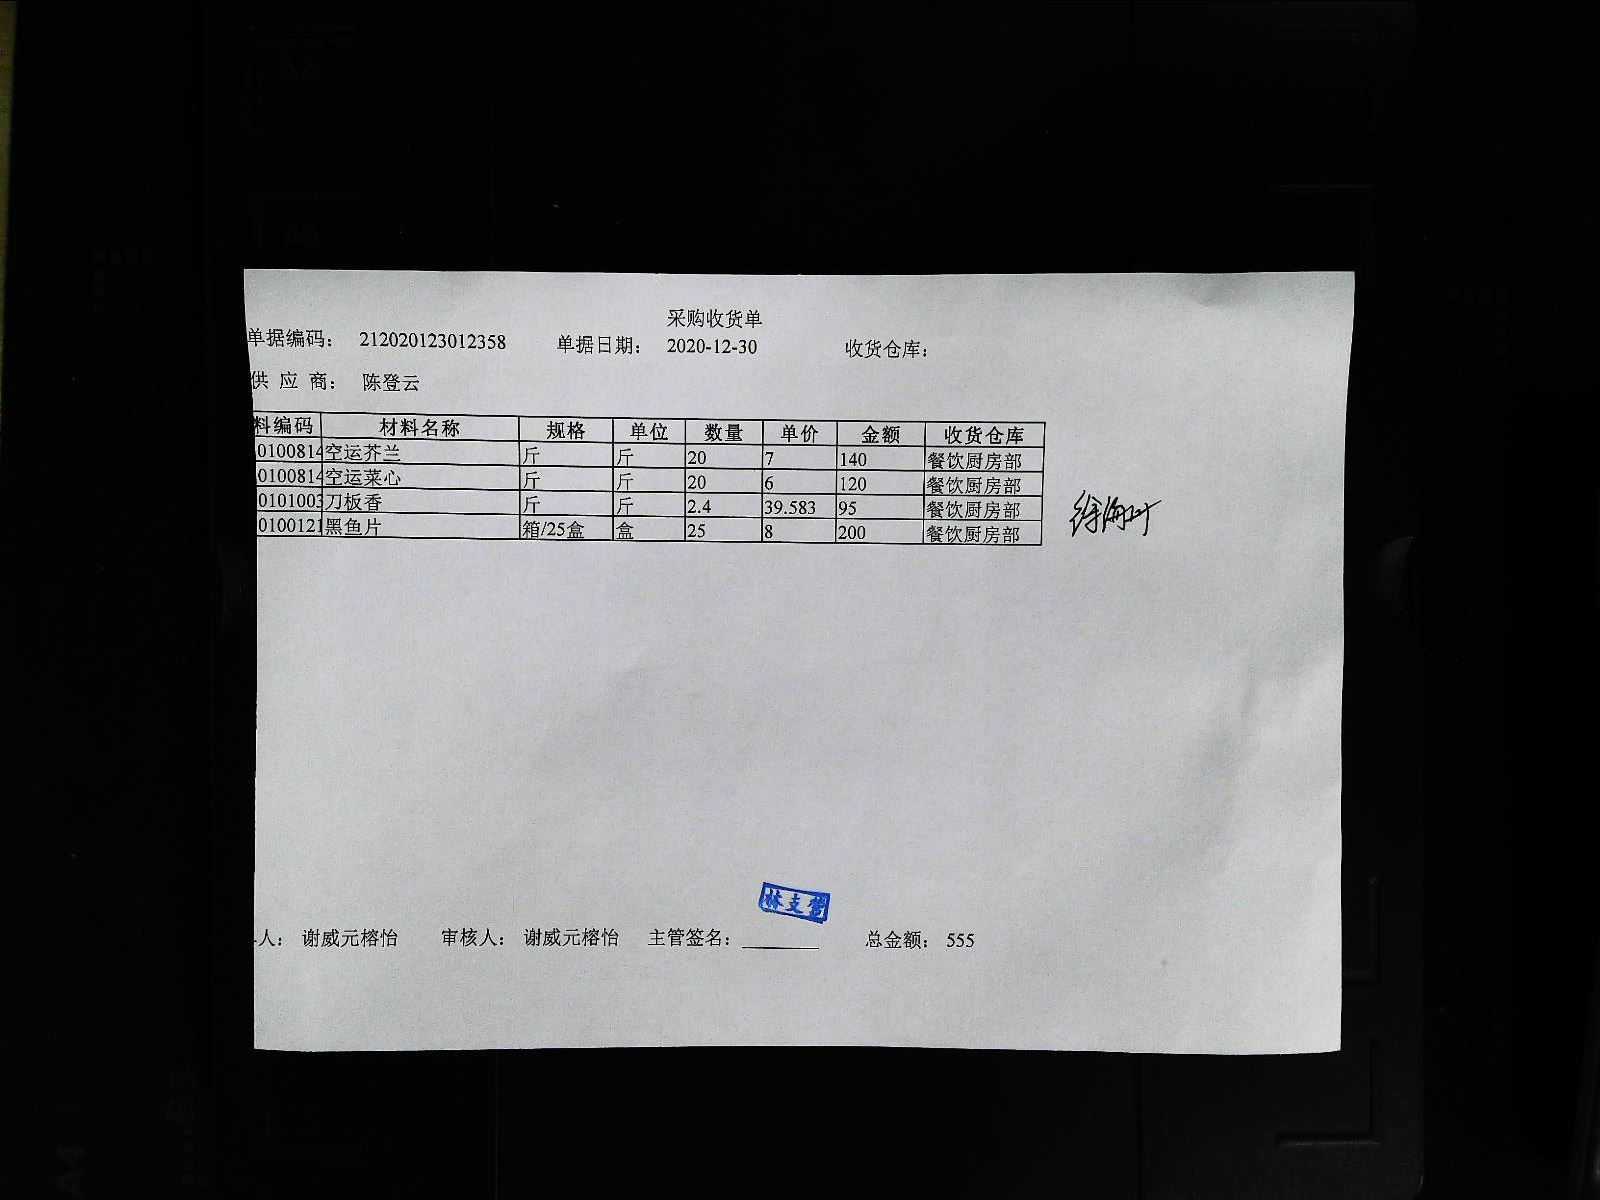 采购收货单
单据编码： 212020123012358 单据日期： 2020-12-30 收货仓库：
供 应 商： 陈登云
料编码 材料名称 规格 单位 数量 单价 金额 收货仓库
0100814 空运芥兰 斤 斤 20 7 140 餐饮厨房部
0100814 空运菜心 斤 斤 20 6 120 餐饮厨房部
0101003 刀板香 斤 斤 2.4 39.583 95 餐饮厨房部
0100121 黑鱼片 箱/25盒 盒 25 8 200 餐饮厨房部
林支
人： 谢威元榕怡 审核人： 谢威元榕怡 主管签名： 总金额： 555